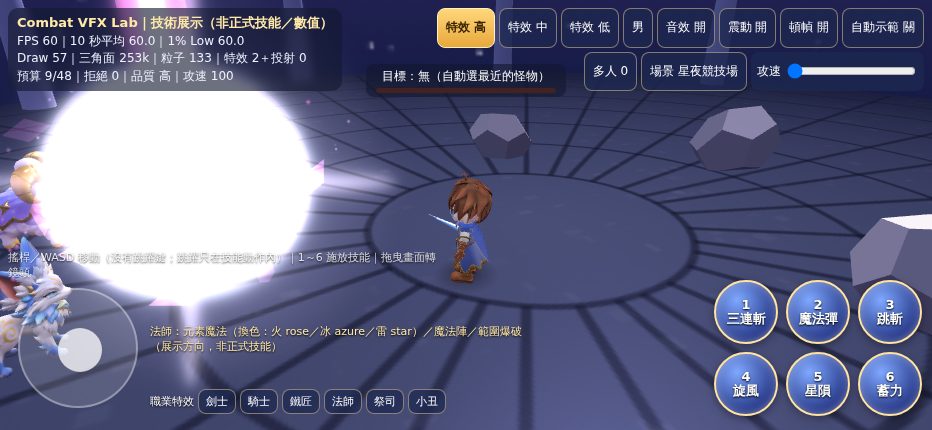 Combat VFX Lab｜技術展示（非正式技能／數值）
FPS 60｜10 秒平均 60.0｜1% Low 60.0
Draw 57｜三角面 253k｜粒子 133｜特效 2＋投射 0
預算 9/48｜拒絕 0｜品質 高｜攻速 100
特效 高
特效 中
特效 低
男
音效 開
震動 開
頓幀 開
自動示範 關
目標：無（自動選最近的怪物）
多人 0
場景 星夜競技場
攻速
搖桿／WASD 移動（沒有跳躍鍵；跳躍只在技能動作內）｜1~6 施放技能｜拖曳畫面轉
鏡頭
1
三連斬
2
魔法彈
3
跳斬
法師：元素魔法（換色：火 rose／冰 azure／雷 star）／魔法陣／範圍爆破
（展示方向，非正式技能）
4
旋風
5
星隕
6
蓄力
職業特效
劍士
騎士
鐵匠
法師
祭司
小丑